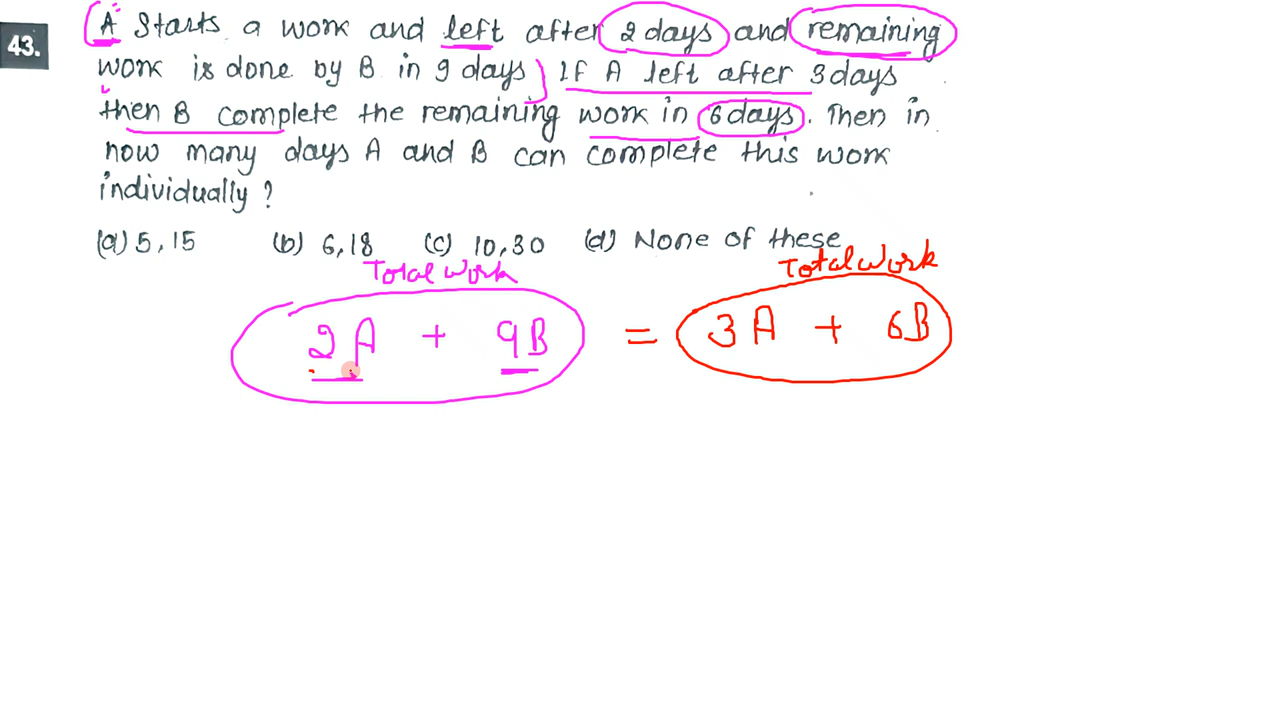 43.
A Starts a work and left after 2 days and remaining
work is done by B in 9 days If A left after 3 days
then B complete the remaining work in 6 days. Then in
how many days A and B can complete this work
individually ?
(a) 5, 15 (b) 6, 18 (c) 10, 30 (d) None of these
Total work Total work
2A + 9B = 3A + 6B